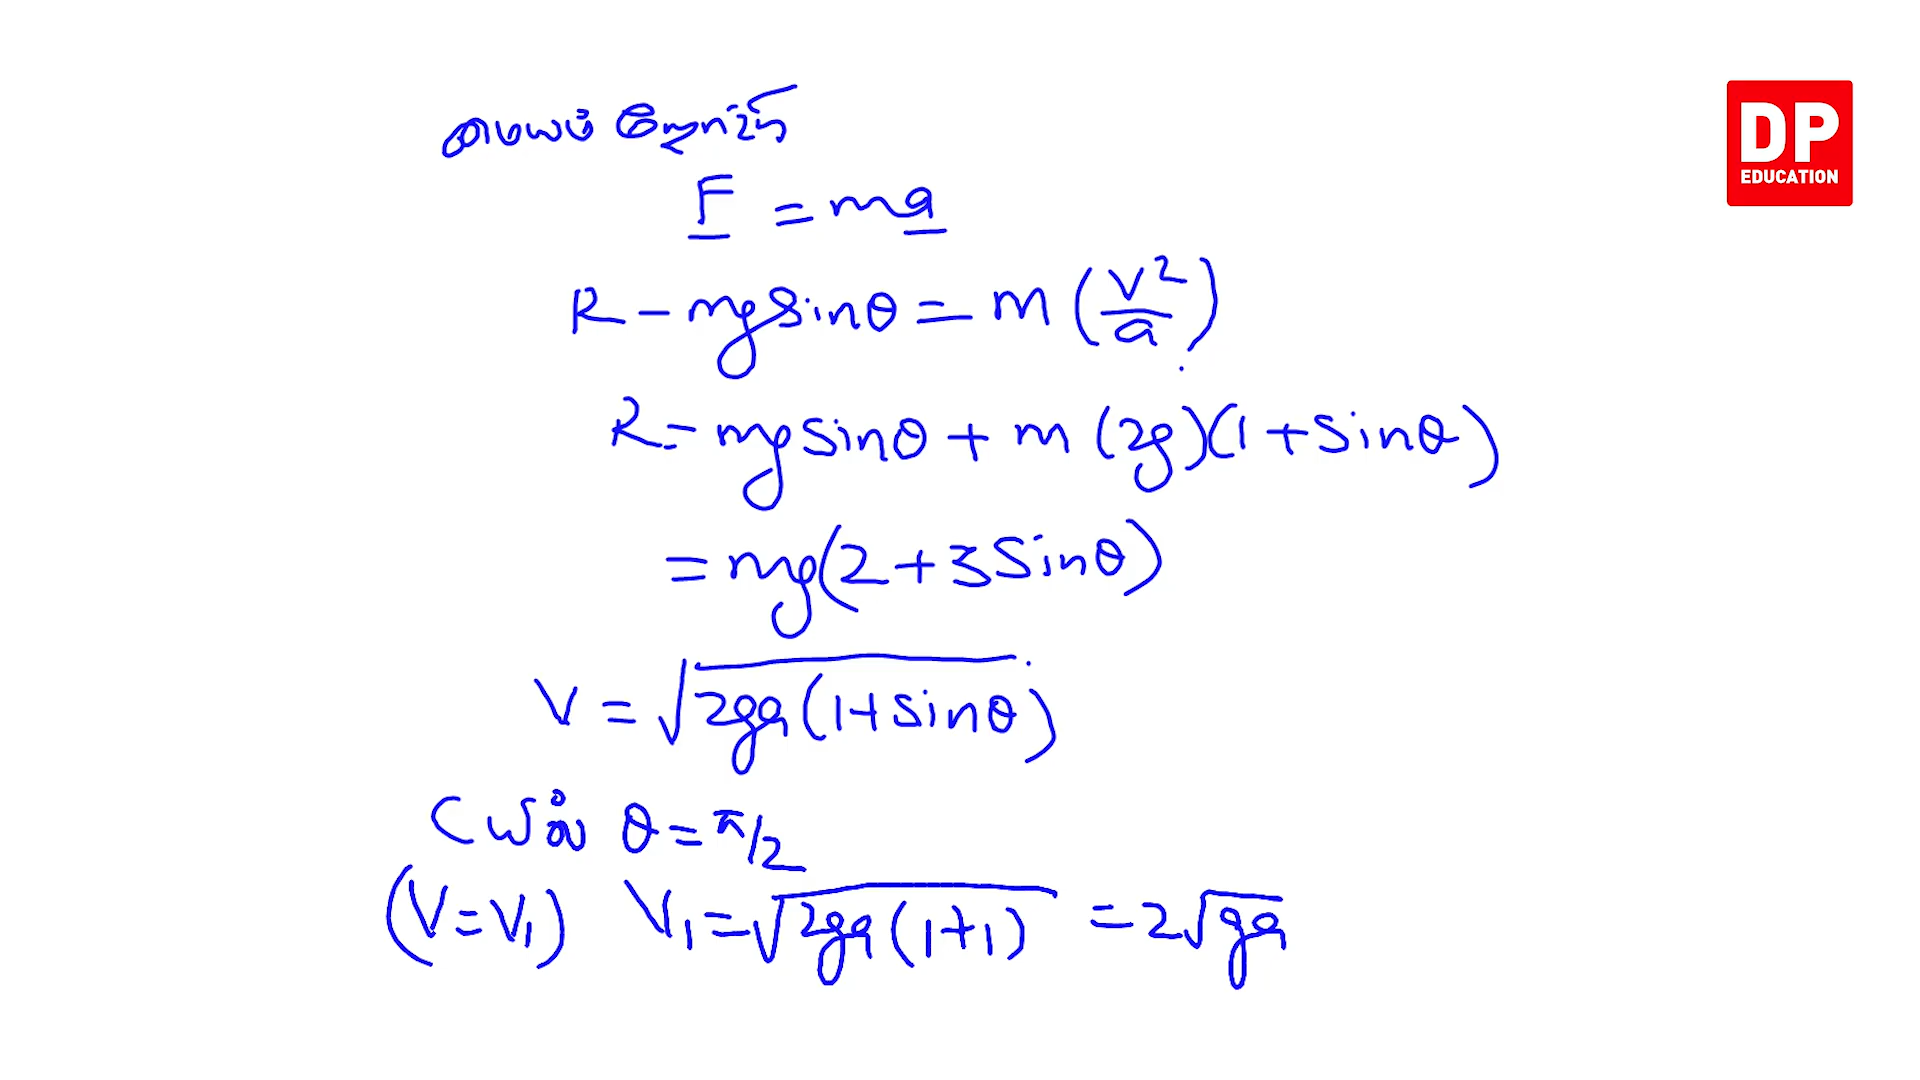 மையம் நோக்கி
DP
EDUCATION
F = ma
R - mg sinθ = m (V²/a)
R = mg sinθ + m (2g)(1 + sinθ)
= mg(2 + 3 sinθ)
V = √2ga(1 + sinθ)
C யில் θ = π/2
(V = V₁) V₁ = √2ga(1+1) = 2√ga